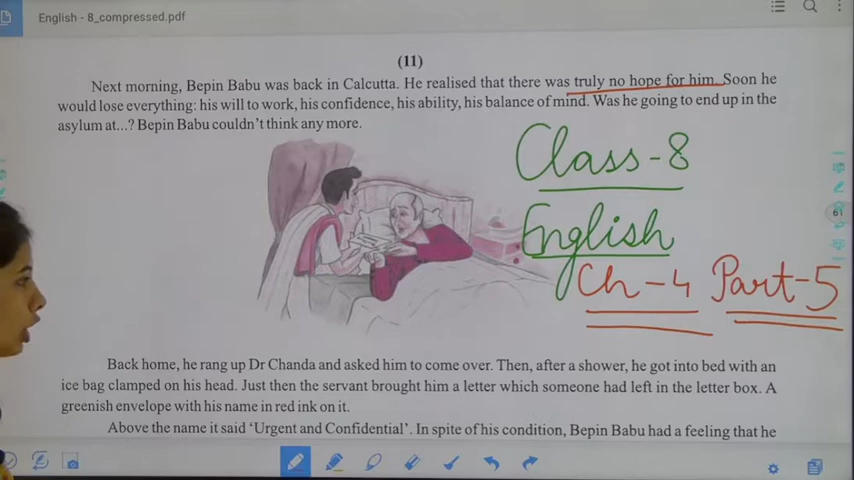 English - 8_compressed.pdf
(11)
Next morning, Bepin Babu was back in Calcutta. He realised that there was truly no hope for him. Soon he
would lose everything: his will to work, his confidence, his ability, his balance of mind. Was he going to end up in the
asylum at...? Bepin Babu couldn't think any more.
Class-8
English
Ch-4 Part-5
61
Back home, he rang up Dr Chanda and asked him to come over. Then, after a shower, he got into bed with an
ice bag clamped on his head. Just then the servant brought him a letter which someone had left in the letter box. A
greenish envelope with his name in red ink on it.
Above the name it said 'Urgent and Confidential'. In spite of his condition, Bepin Babu had a feeling that he